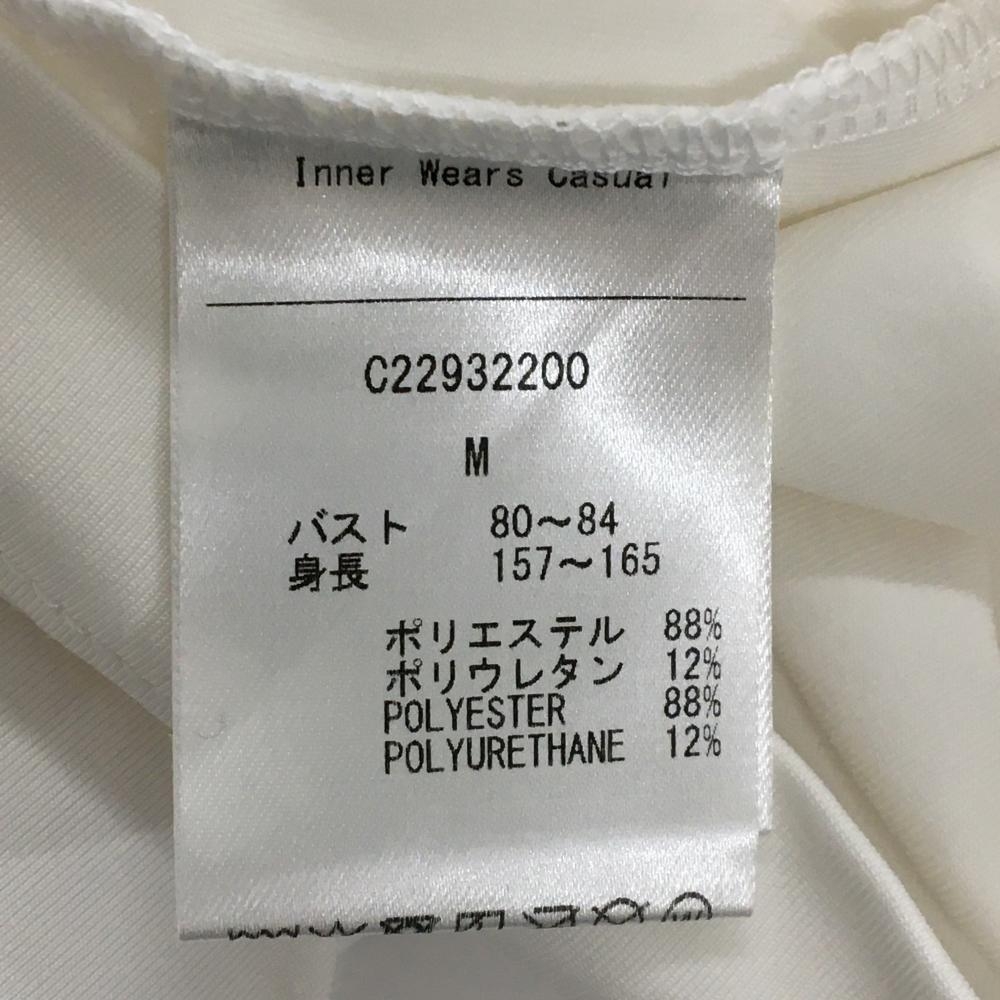 Inner Wears Casual
C22932200
M
バスト 80～84
身長 157～165
ポリエステル 88%
ポリウレタン 12%
POLYESTER 88%
POLYURETHANE 12%